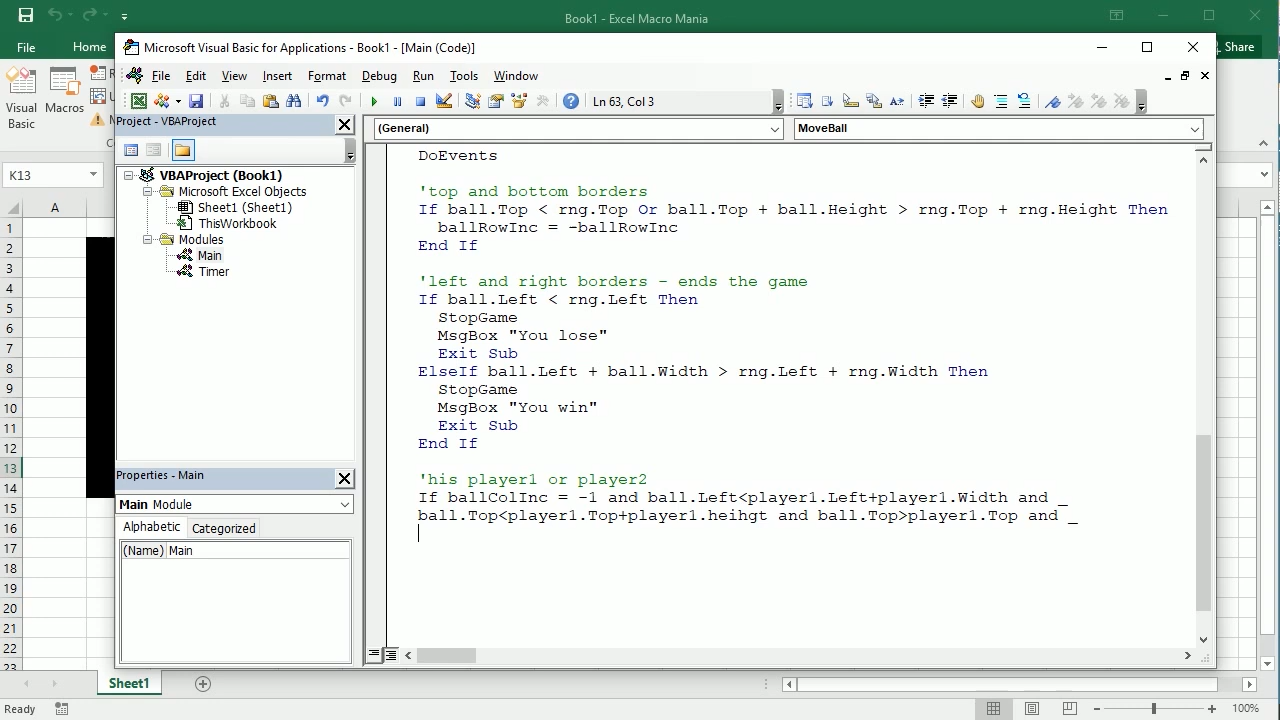 Book1 - Excel Macro Mania
File Home Share
Visual Basic
Macros
Microsoft Visual Basic for Applications - Book1 - [Main (Code)]
File Edit View Insert Format Debug Run Tools Window
Ln 63, Col 3
Project - VBAProject
VBAProject (Book1)
Microsoft Excel Objects
Sheet1 (Sheet1)
ThisWorkbook
Modules
Main
Timer
Properties - Main
Main Module
Alphabetic Categorized
(Name) Main
(General) MoveBall
DoEvents
'top and bottom borders
If ball.Top < rng.Top Or ball.Top + ball.Height > rng.Top + rng.Height Then
ballRowInc = -ballRowInc
End If
'left and right borders - ends the game
If ball.Left < rng.Left Then
StopGame
MsgBox "You lose"
Exit Sub
ElseIf ball.Left + ball.Width > rng.Left + rng.Width Then
StopGame
MsgBox "You win"
Exit Sub
End If
'his player1 or player2
If ballColInc = -1 and ball.Left<player1.Left+player1.Width and _
ball.Top<player1.Top+player1.heihgt and ball.Top>player1.Top and _
K13
A
1
2
3
4
5
6
7
8
9
10
11
12
13
14
15
16
17
18
19
20
21
22
23
Sheet1
Ready
100%